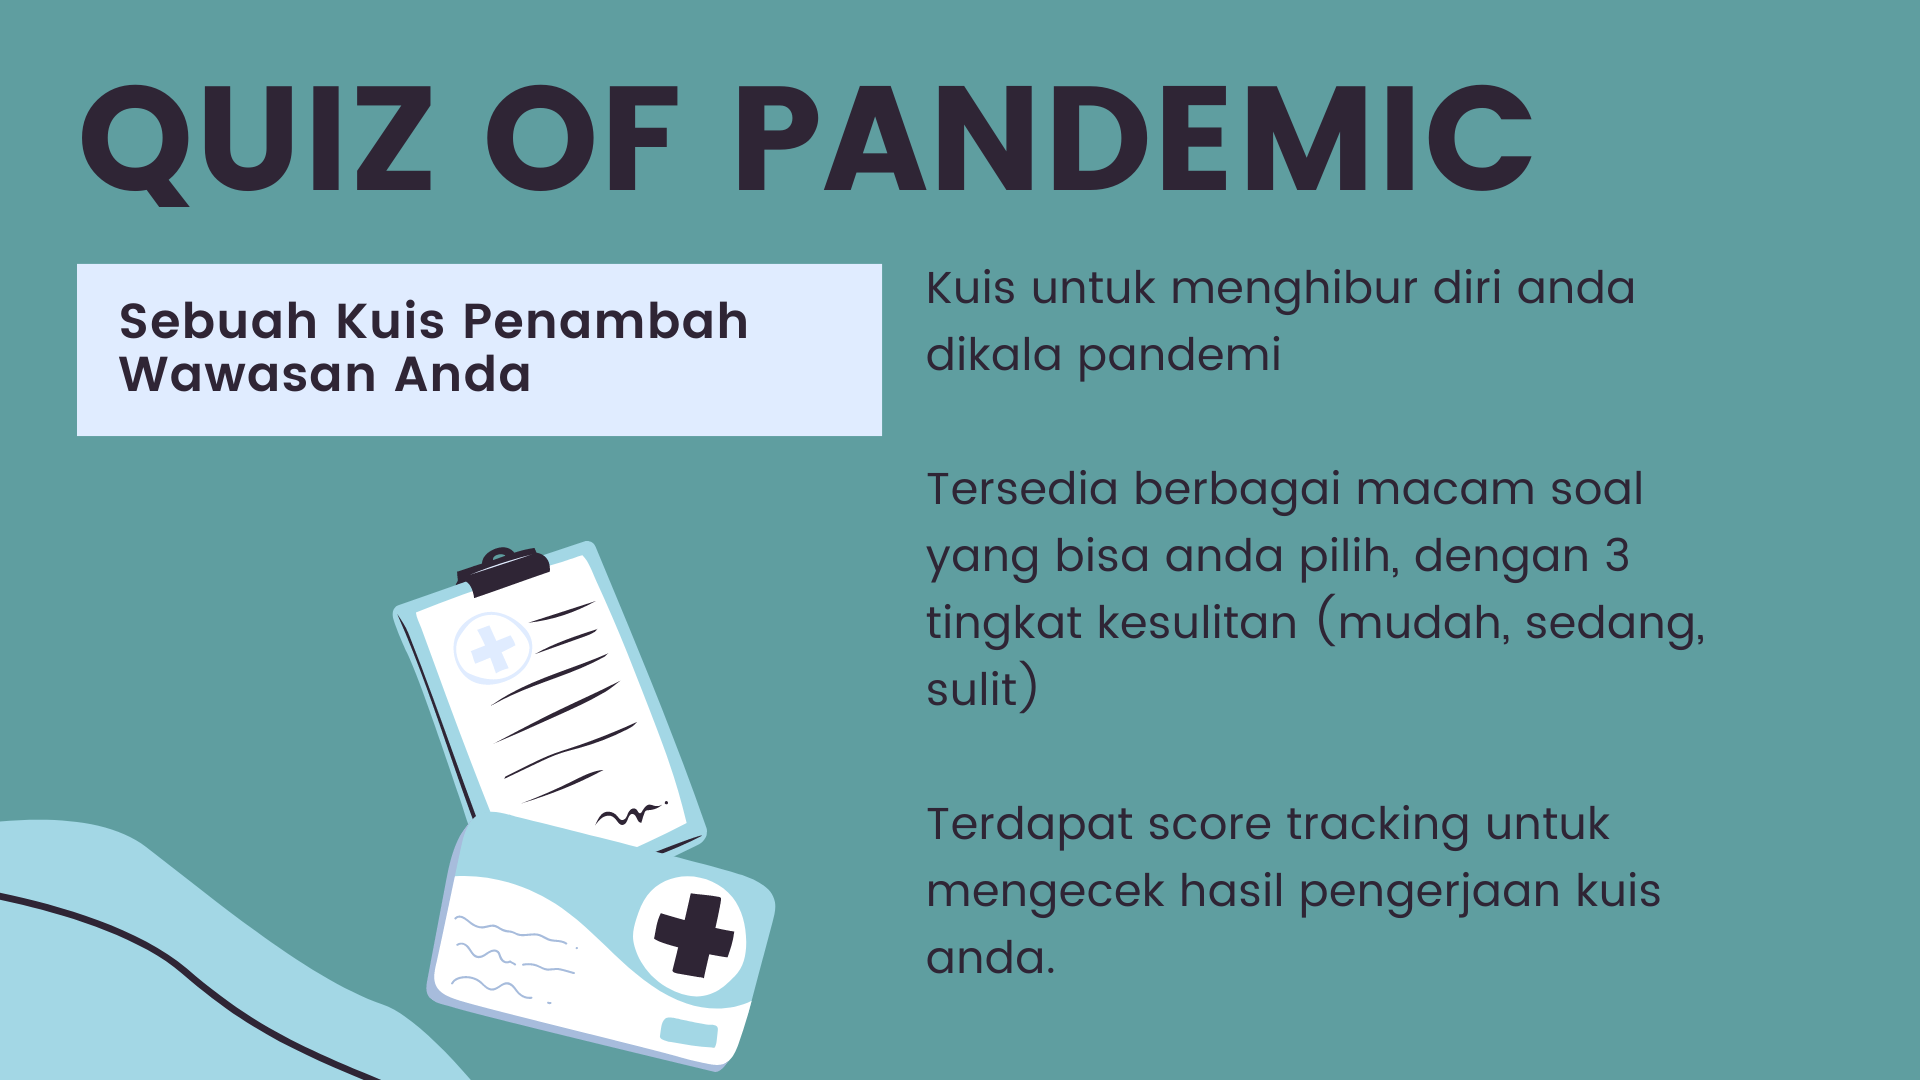 QUIZ OF PANDEMIC
Sebuah Kuis Penambah
Wawasan Anda
Kuis untuk menghibur diri anda
dikala pandemi
Tersedia berbagai macam soal
yang bisa anda pilih, dengan 3
tingkat kesulitan (mudah, sedang,
sulit)
Terdapat score tracking untuk
mengecek hasil pengerjaan kuis
anda.